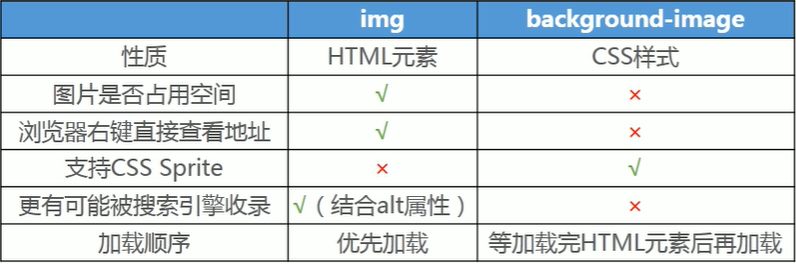 img background-image
性质 HTML元素 CSS样式
图片是否占用空间 √ ×
浏览器右键直接查看地址 √ ×
支持CSS Sprite × √
更有可能被搜索引擎收录 √（结合alt属性） ×
加载顺序 优先加载 等加载完HTML元素后再加载